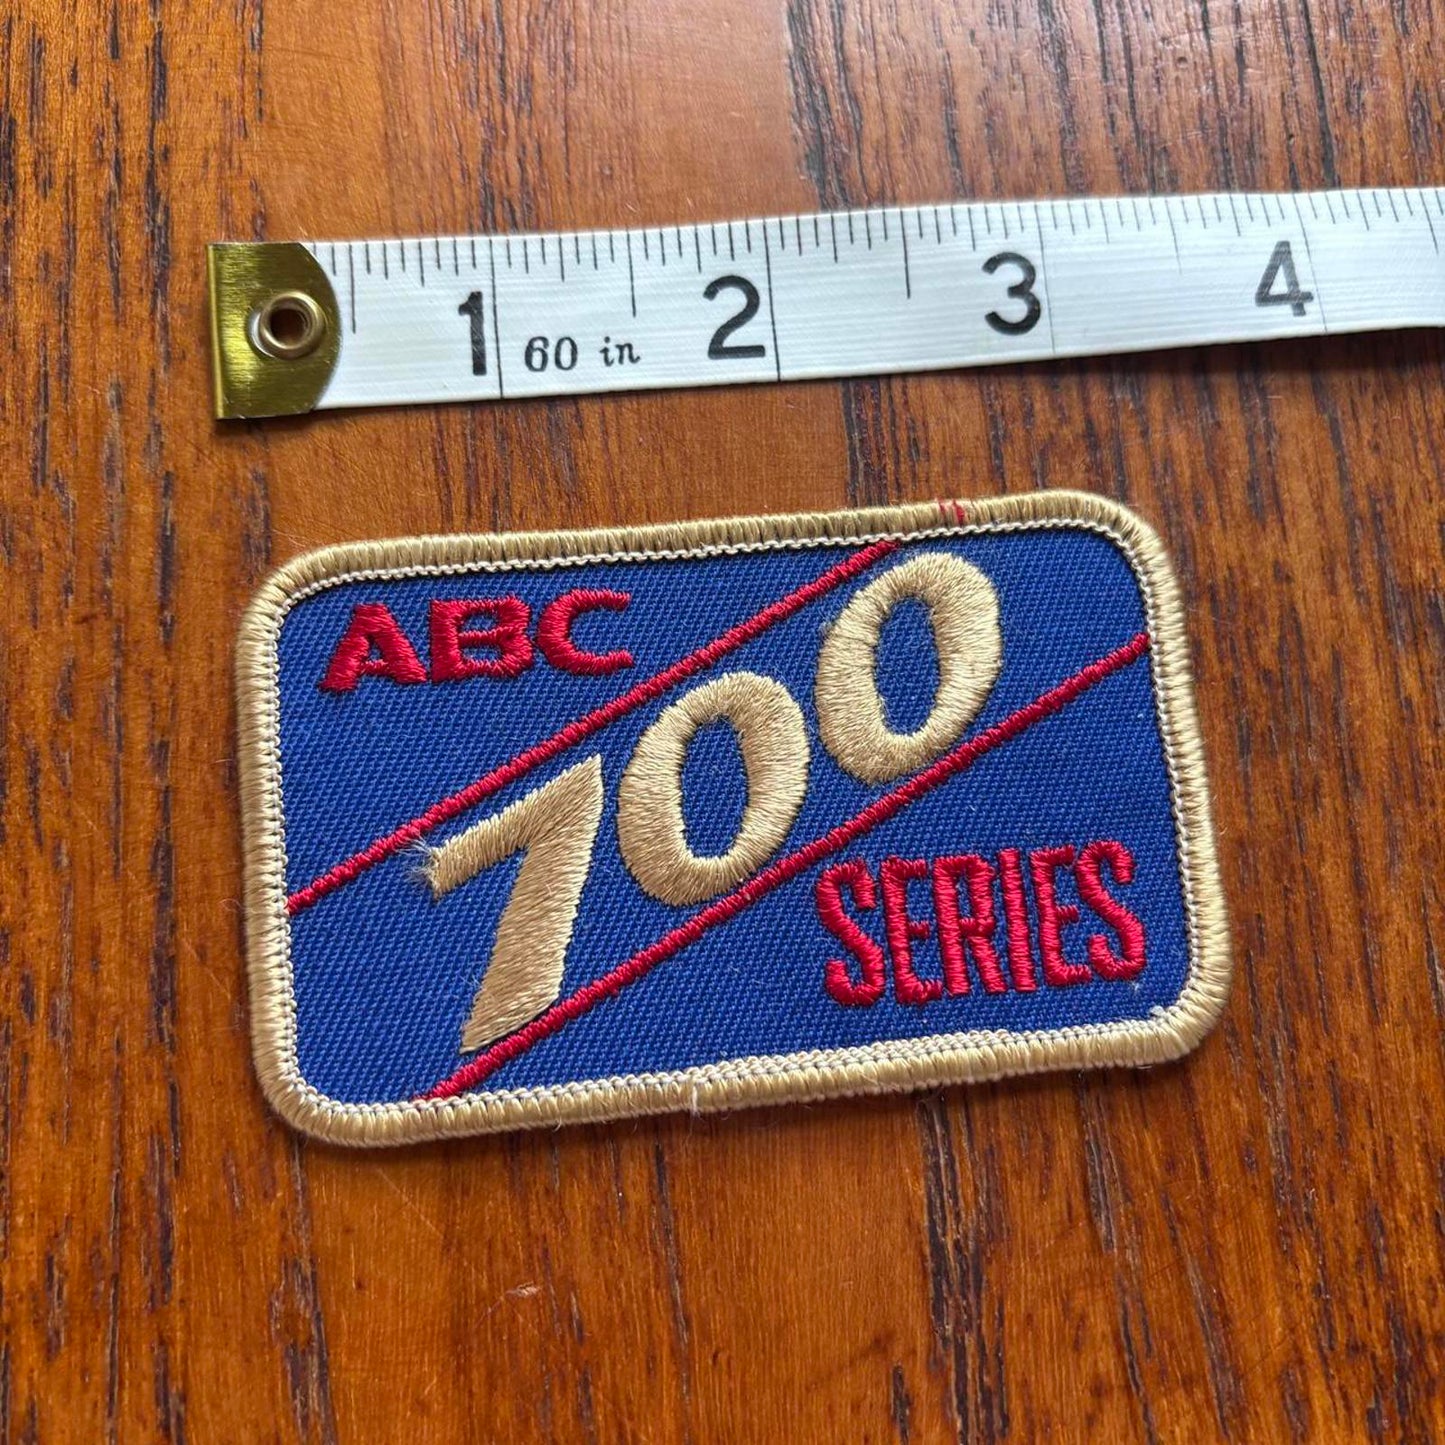 1 2 3 4
60 in
ABC
700
SERIES